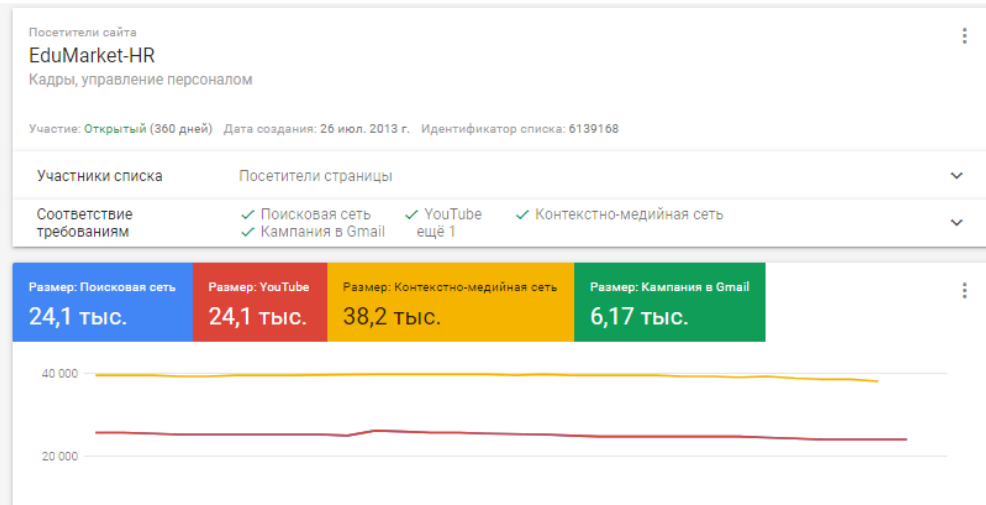 Посетители сайта
EduMarket-HR
Кадры, управление персоналом
Участие: Открытый (360 дней) Дата создания: 26 июл. 2013 г. Идентификатор списка: 6139168
Участники списка Посетители страницы
Соответствие требованиям
Поисковая сеть YouTube Контекстно-медийная сеть
Кампания в Gmail ещё 1
Размер: Поисковая сеть Размер: YouTube Размер: Контекстно-медийная сеть Размер: Кампания в Gmail
24,1 тыс. 24,1 тыс. 38,2 тыс. 6,17 тыс.
40 000
20 000